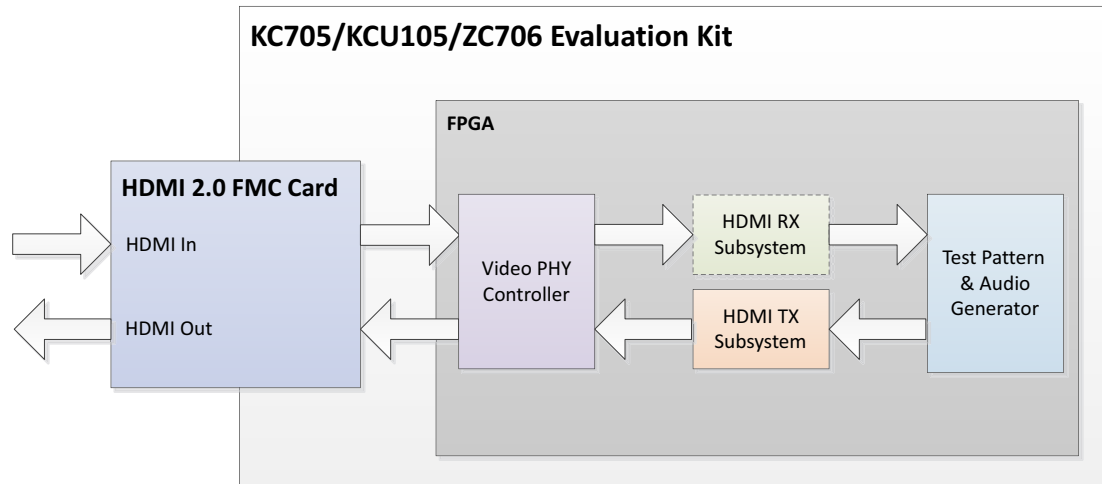 KC705/KCU105/ZC706 Evaluation Kit
FPGA
HDMI 2.0 FMC Card
HDMI In
HDMI Out
Video PHY
Controller
HDMI RX
Subsystem
HDMI TX
Subsystem
Test Pattern
& Audio
Generator